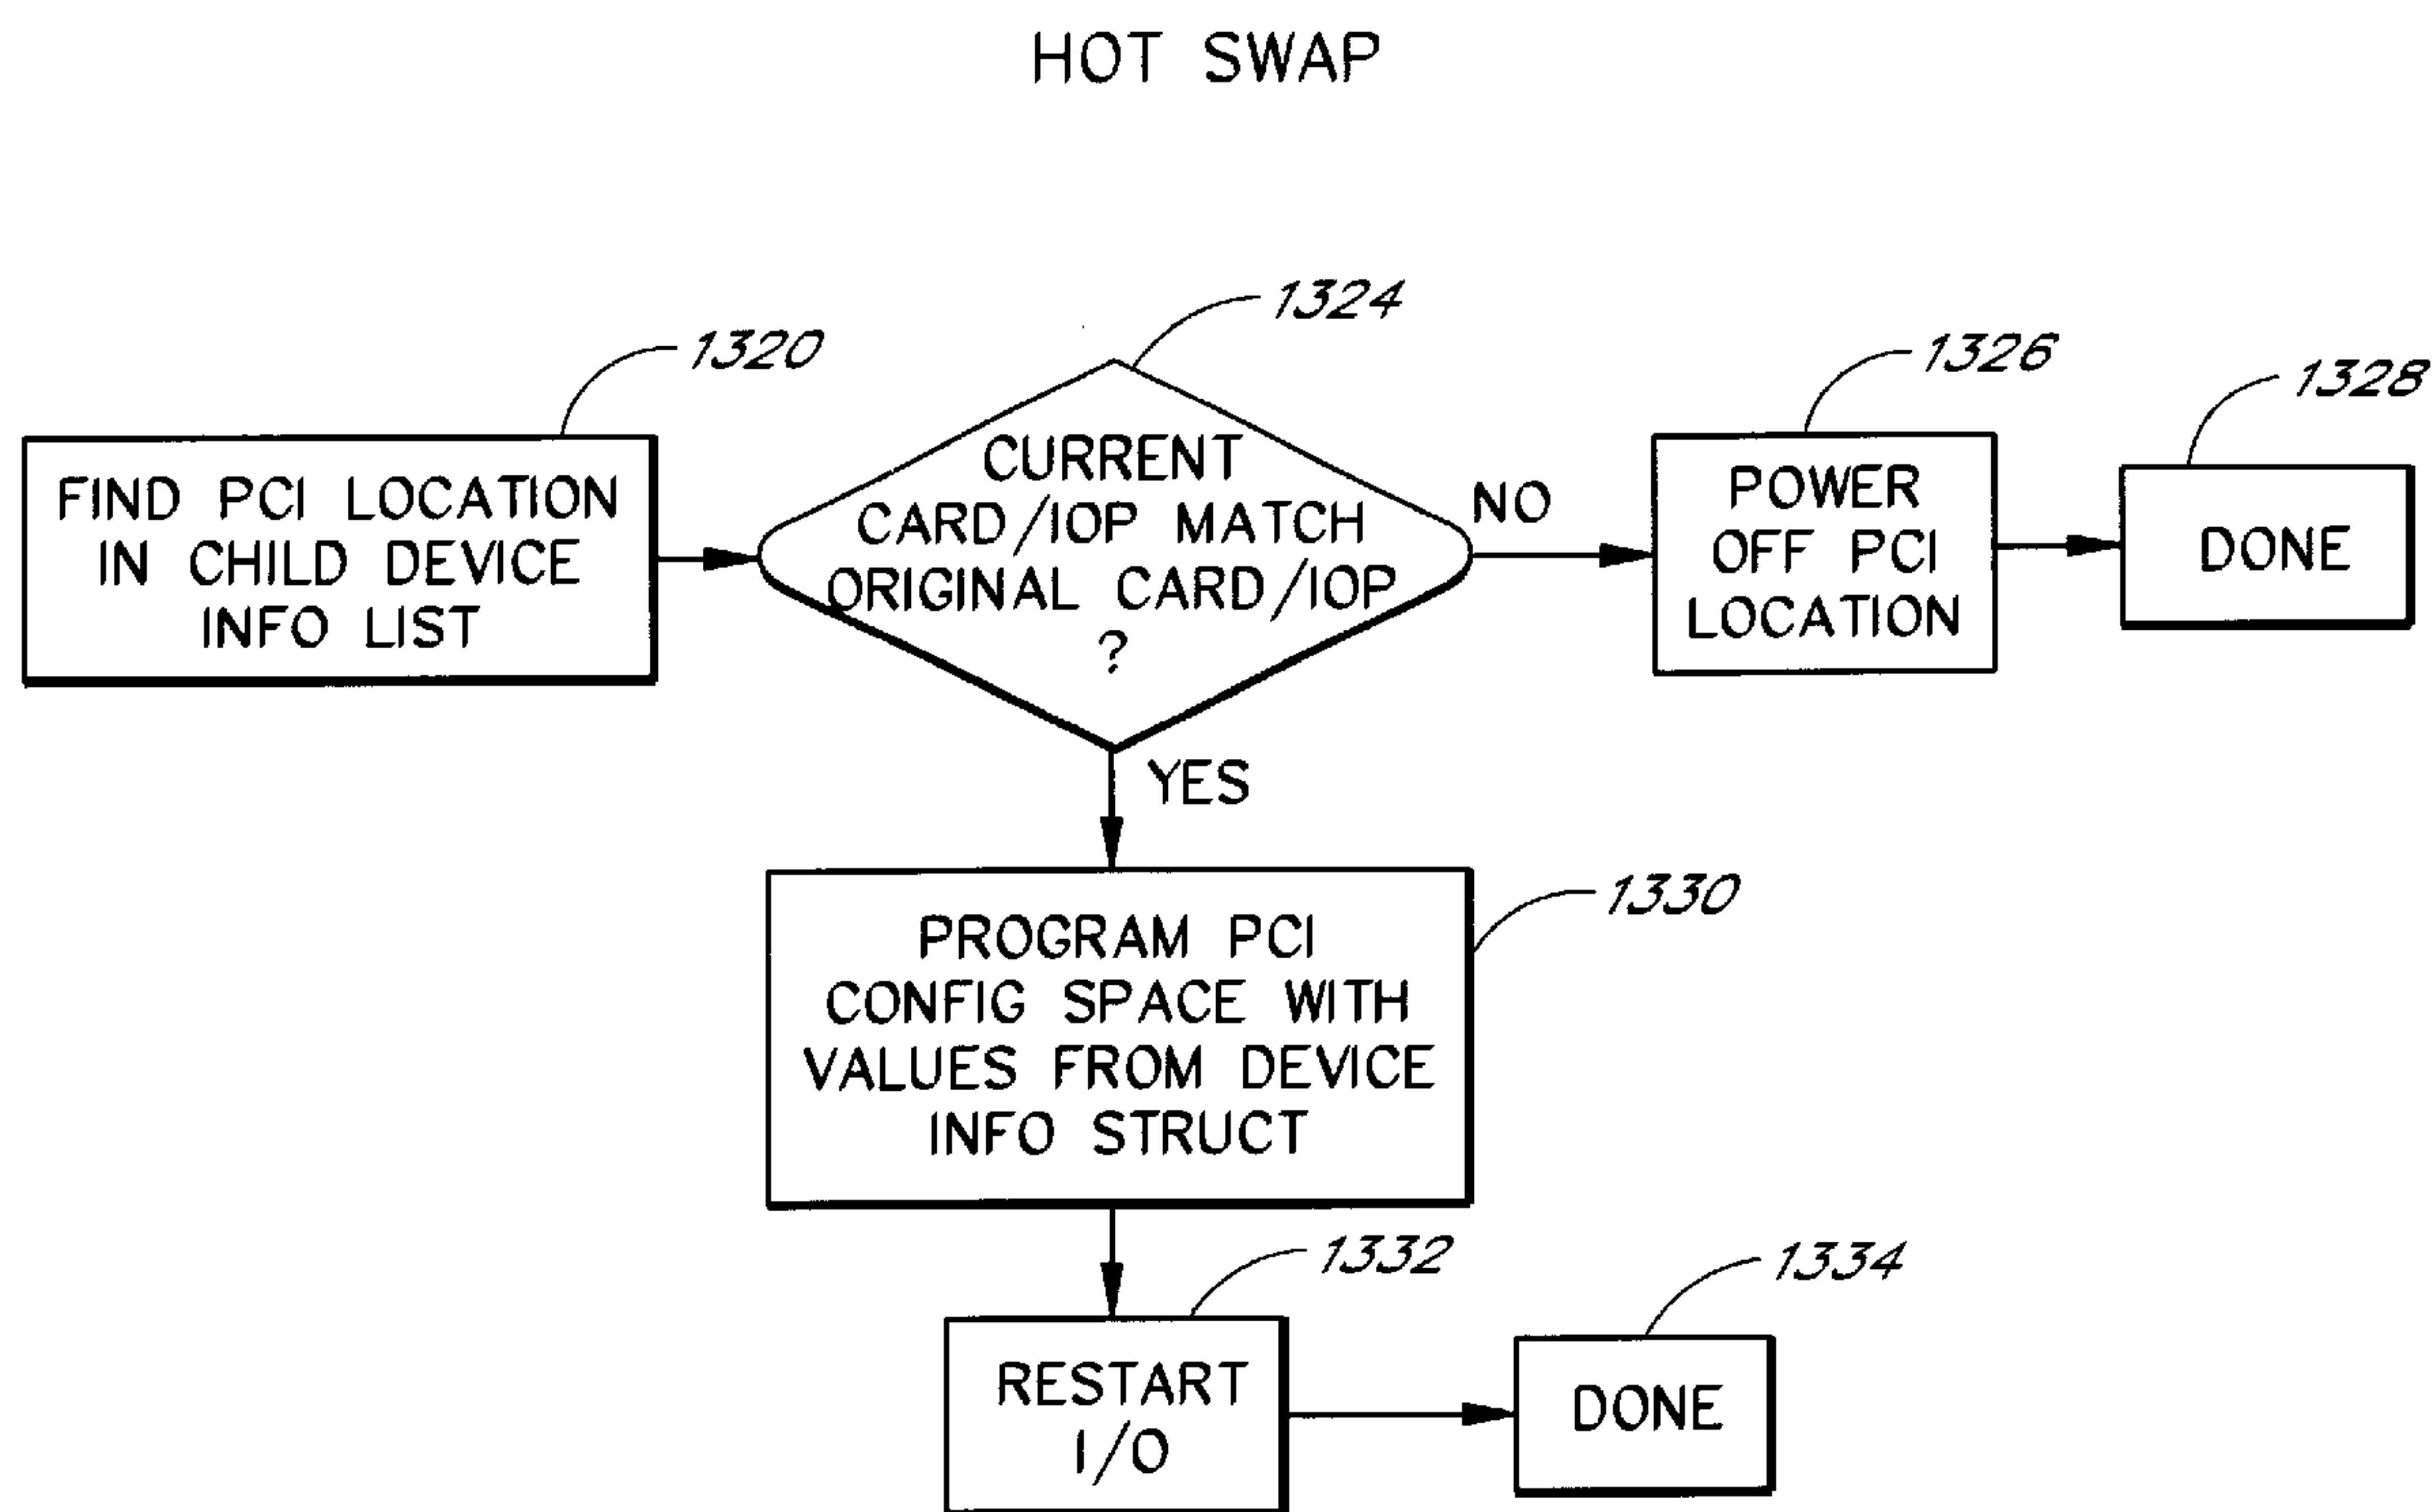 HOT SWAP
1320
FIND PCI LOCATION
IN CHILD DEVICE
INFO LIST
1324
CURRENT
CARD/IOP MATCH
ORIGINAL CARD/IOP
?
NO
1326
POWER
OFF PCI
LOCATION
1328
DONE
YES
1330
PROGRAM PCI
CONFIG SPACE WITH
VALUES FROM DEVICE
INFO STRUCT
1332
RESTART
I/O
1334
DONE